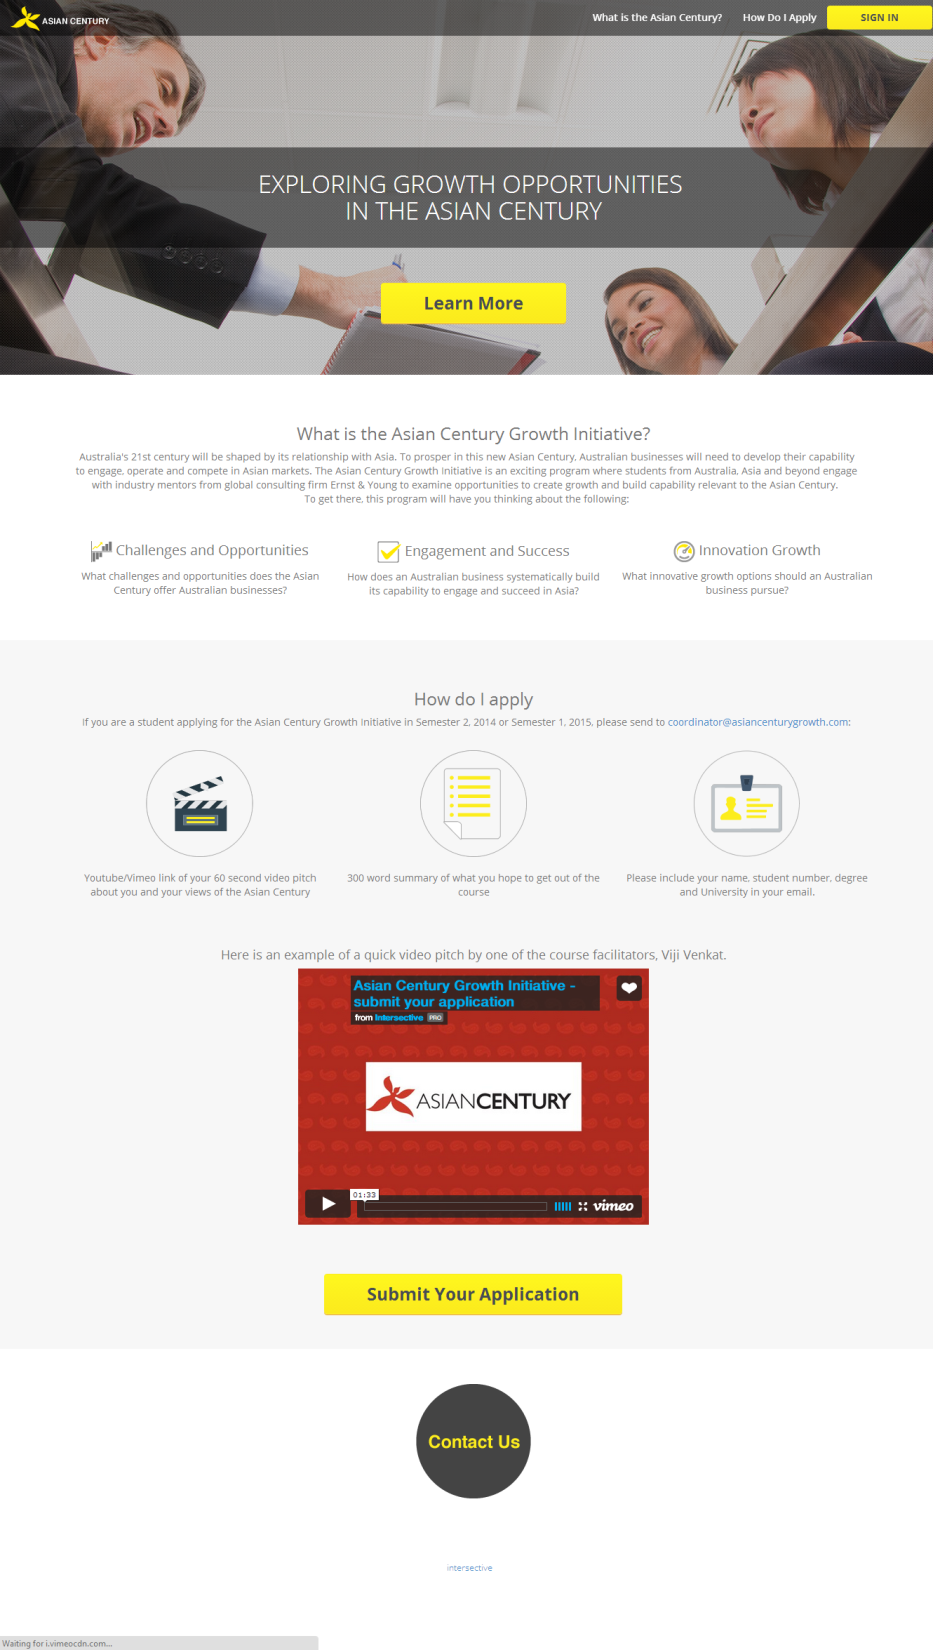 ASIAN CENTURY
What is the Asian Century?
How Do I Apply
SIGN IN
EXPLORING GROWTH OPPORTUNITIES
IN THE ASIAN CENTURY
Learn More
What is the Asian Century Growth Initiative?
Australia's 21st century will be shaped by its relationship with Asia. To prosper in this new Asian Century, Australian businesses will need to develop their capability
to engage, operate and compete in Asian markets. The Asian Century Growth Initiative is an exciting program where students from Australia, Asia and beyond engage
with industry mentors from global consulting firm Ernst & Young to examine opportunities to create growth and build capability relevant to the Asian Century.
To get there, this program will have you thinking about the following:
Challenges and Opportunities
What challenges and opportunities does the Asian
Century offer Australian businesses?
Engagement and Success
How does an Australian business systematically build
its capability to engage and succeed in Asia?
Innovation Growth
What innovative growth options should an Australian
business pursue?
How do I apply
If you are a student applying for the Asian Century Growth Initiative in Semester 2, 2014 or Semester 1, 2015, please send to coordinator@asiancenturygrowth.com:
Youtube/Vimeo link of your 60 second video pitch
about you and your views of the Asian Century
300 word summary of what you hope to get out of the
course
Please include your name, student number, degree
and University in your email.
Here is an example of a quick video pitch by one of the course facilitators, Viji Venkat.
Asian Century Growth Initiative -
submit your application
from Intersective PRO
ASIANCENTURY
01:33
vimeo
Submit Your Application
Contact Us
intersective
Waiting for i.vimeocdn.com...